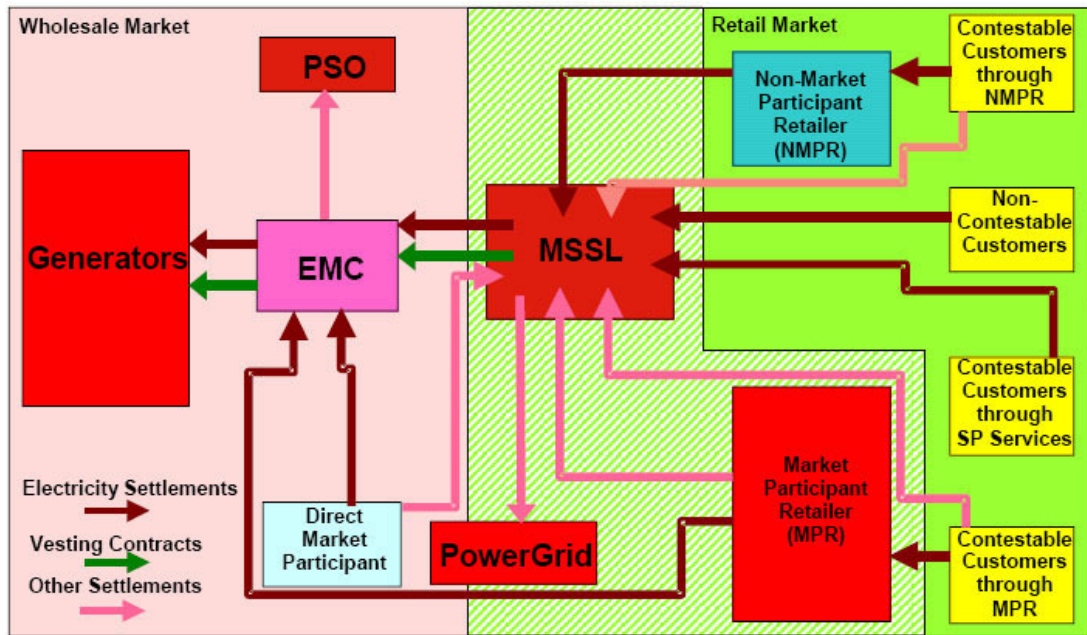 Wholesale Market
PSO
Generators
EMC
MSSL
Retail Market
Non-Market
Participant
Retailer
(NMPR)
Contestable
Customers
through
NMPR
Non-
Contestable
Customers
Contestable
Customers
through
SP Services
Market
Participant
Retailer
(MPR)
Contestable
Customers
through
MPR
Direct
Market
Participant
PowerGrid
Electricity Settlements
Vesting Contracts
Other Settlements